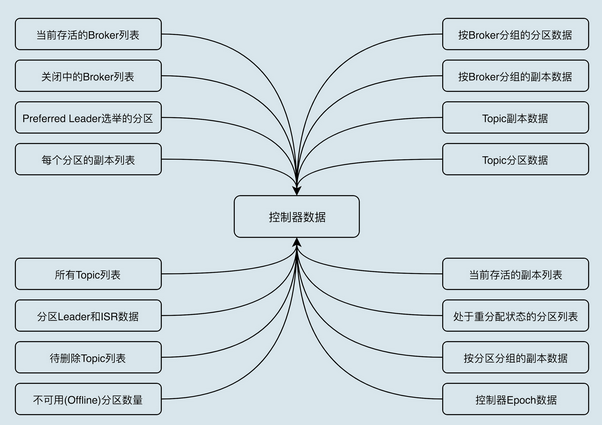 当前存活的Broker列表
关闭中的Broker列表
Preferred Leader选举的分区
每个分区的副本列表
按Broker分组的分区数据
按Broker分组的副本数据
Topic副本数据
Topic分区数据
控制器数据
所有Topic列表
分区Leader和ISR数据
待删除Topic列表
不可用(Offline)分区数量
当前存活的副本列表
处于重分配状态的分区列表
按分区分组的副本数据
控制器Epoch数据